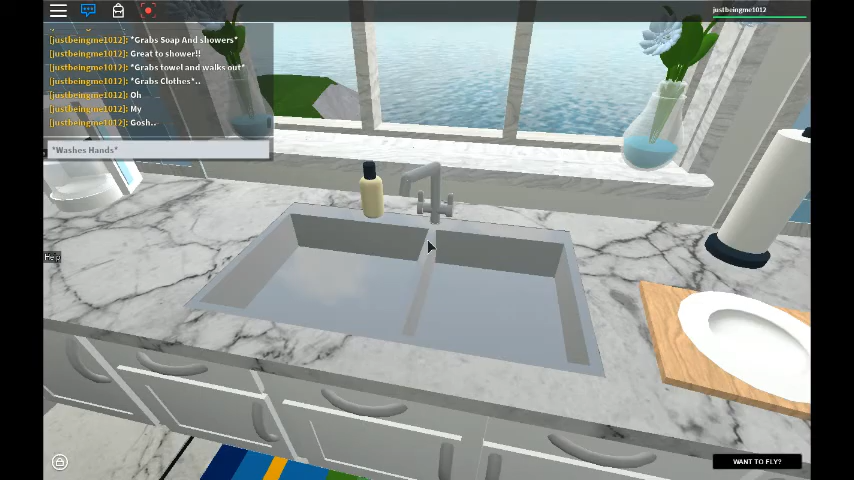 justbeingme1012
[justbeingme1012]: *Grabs Soap And showers*
[justbeingme1012]: Great to shower!!
[justbeingme1012]: *Grabs towel and walks out*
[justbeingme1012]: *Grabs Clothes*..
[justbeingme1012]: Oh
[justbeingme1012]: My
[justbeingme1012]: Gosh..
*Washes Hands*
Help
WANT TO FLY?